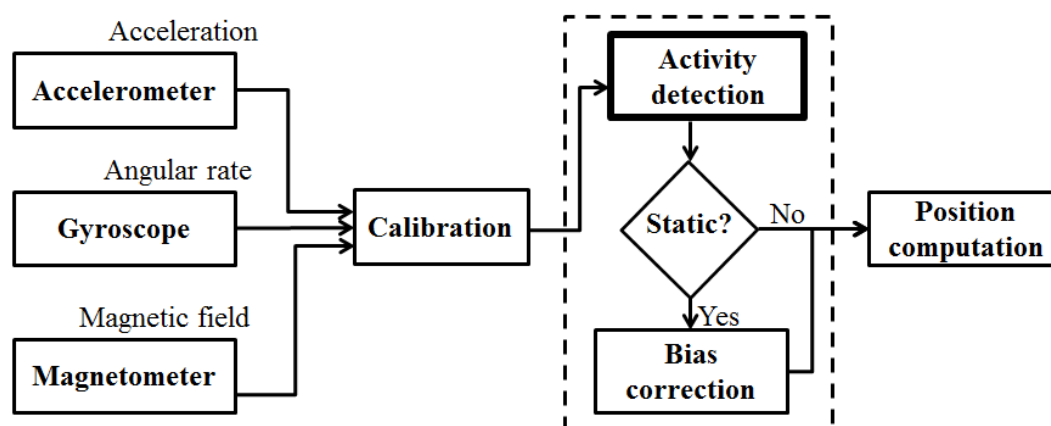 Acceleration
Accelerometer
Angular rate
Gyroscope
Magnetic field
Magnetometer
Calibration
Activity
detection
Static?
No
Yes
Bias
correction
Position
computation